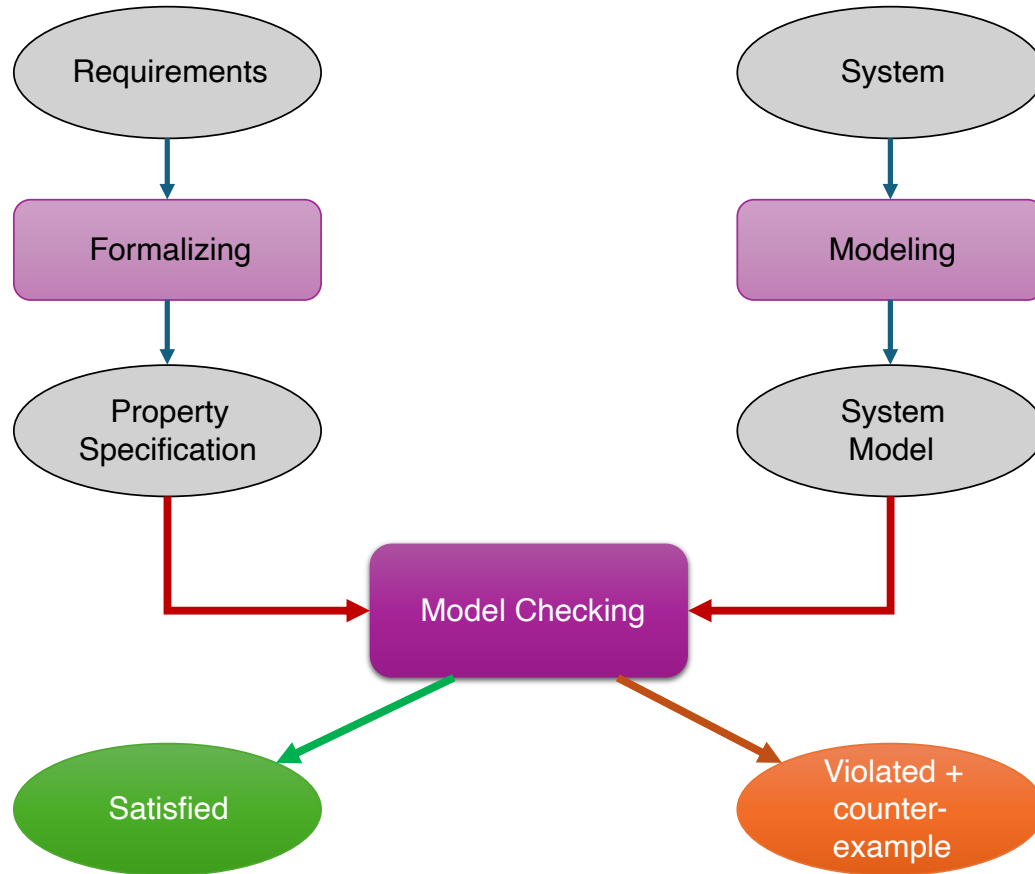 Requirements
System
Formalizing
Modeling
Property
Specification
System
Model
Model Checking
Satisfied
Violated +
counter-
example